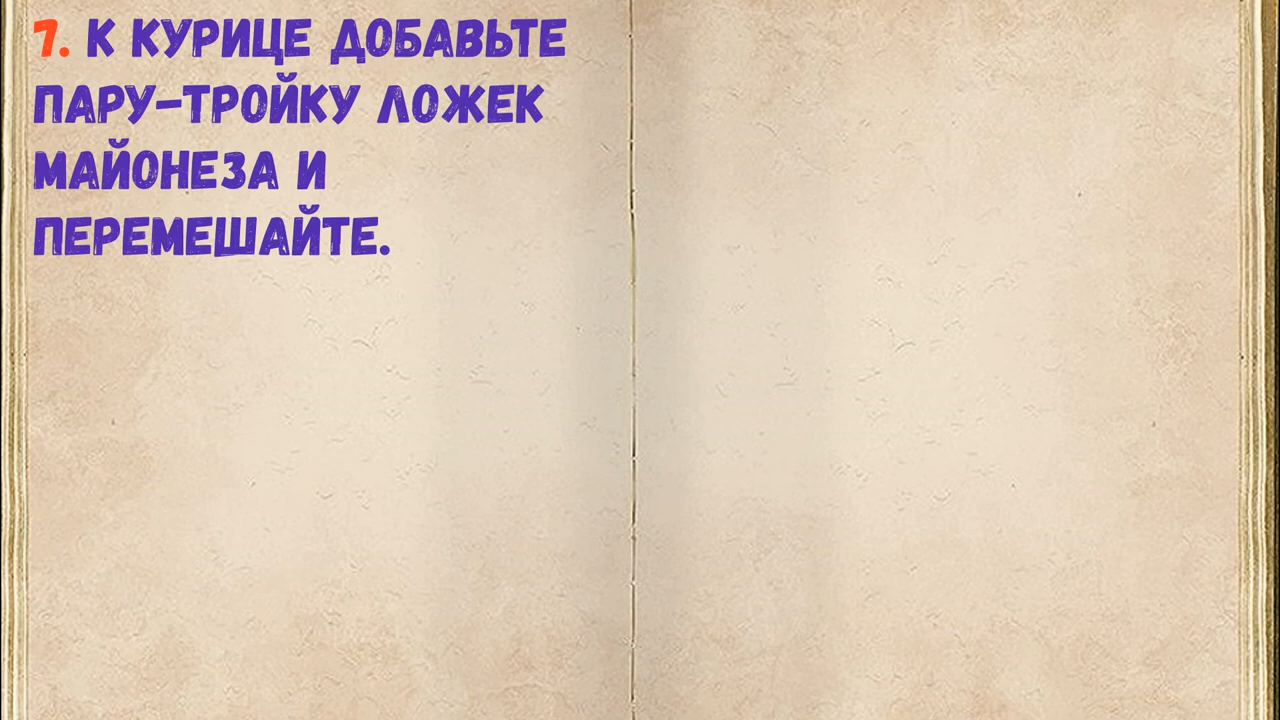 7. К КУРИЦЕ ДОБАВЬТЕ
ПАРУ-ТРОЙКУ ЛОЖЕК
МАЙОНЕЗА И
ПЕРЕМЕШАЙТЕ.